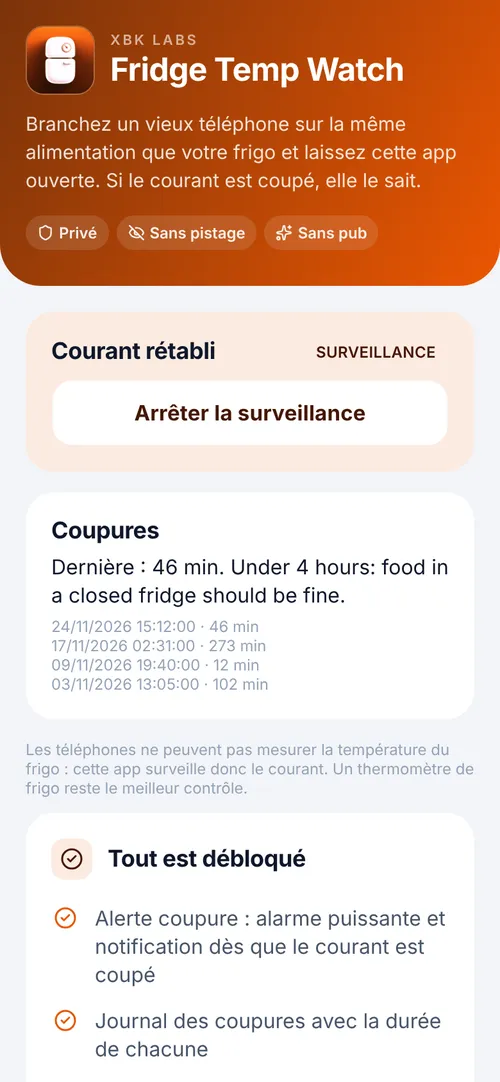 XBK LABS
Fridge Temp Watch
Branchez un vieux téléphone sur la même
alimentation que votre frigo et laissez cette app
ouverte. Si le courant est coupé, elle le sait.
Privé
Sans pistage
Sans pub
Courant rétabli
SURVEILLANCE
Arrêter la surveillance
Coupures
Dernière : 46 min. Under 4 hours: food in
a closed fridge should be fine.
24/11/2026 15:12:00 · 46 min
17/11/2026 02:31:00 · 273 min
09/11/2026 19:40:00 · 12 min
03/11/2026 13:05:00 · 102 min
Les téléphones ne peuvent pas mesurer la température du
frigo : cette app surveille donc le courant. Un thermomètre de
frigo reste le meilleur contrôle.
Tout est débloqué
Alerte coupure : alarme puissante et
notification dès que le courant est
coupé
Journal des coupures avec la durée
de chacune